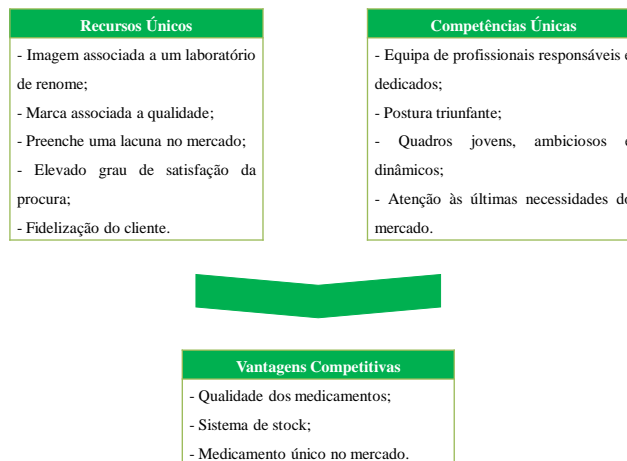 Recursos Únicos
- Imagem associada a um laboratório
de renome;
- Marca associada a qualidade;
- Preenche uma lacuna no mercado;
- Elevado grau de satisfação da
procura;
- Fidelização do cliente.
Competências Únicas
- Equipa de profissionais responsáveis e
dedicados;
- Postura triunfante;
- Quadros jovens, ambiciosos
dinâmicos;
- Atenção às últimas necessidades do
mercado.
Vantagens Competitivas
- Qualidade dos medicamentos;
- Sistema de stock;
- Medicamento único no mercado.